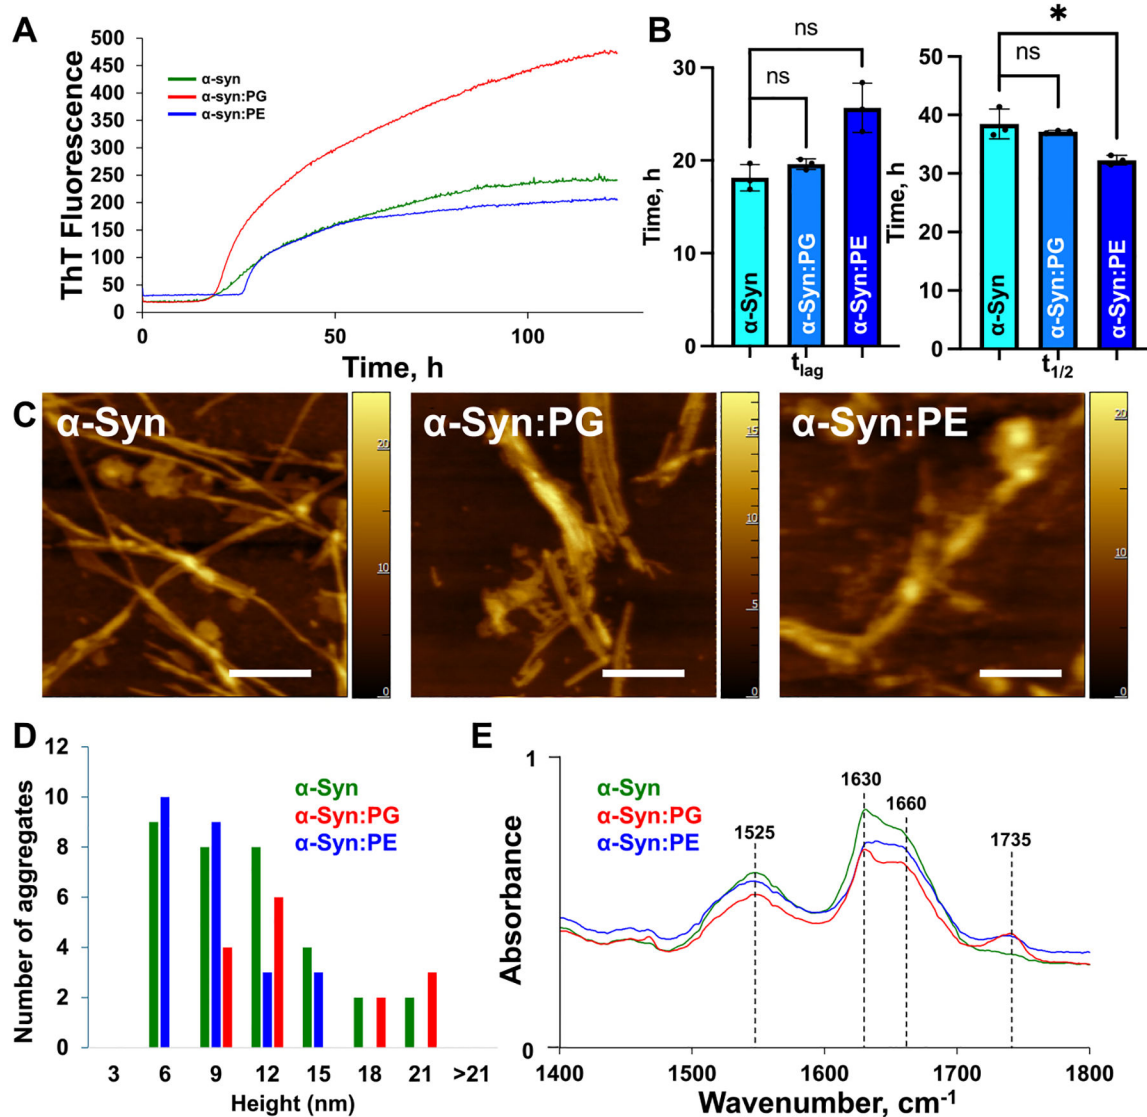 A
500
450
400
350
300
250
200
150
100
50
0
ThT Fluorescence
α-syn
α-syn:PG
α-syn:PE
0
50
100
Time, h
B
ns
ns
30
20
10
0
Time, h
α-Syn
α-Syn:PG
α-Syn:PE
tlag
*
ns
50
40
30
20
10
0
Time, h
α-Syn
α-Syn:PG
α-Syn:PE
t1/2
C
α-Syn
20
10
0
α-Syn:PG
15
10
5
0
α-Syn:PE
20
10
0
D
12
10
8
6
4
2
0
Number of aggregates
α-Syn
α-Syn:PG
α-Syn:PE
3 6 9 12 15 18 21 >21
Height (nm)
E
1
0
Absorbance
α-Syn
α-Syn:PG
α-Syn:PE
1525
1630
1660
1735
1400 1500 1600 1700 1800
Wavenumber, cm-1